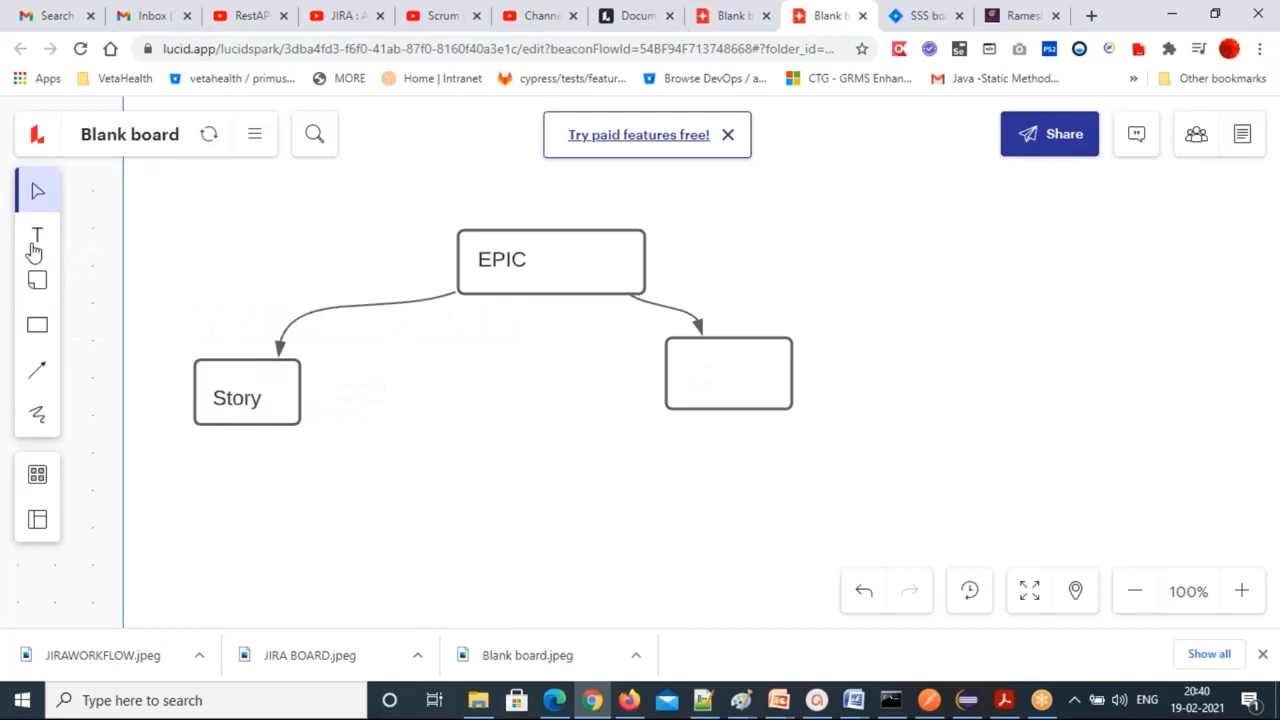 Search
Inbox (
RestAP
JIRA : A
Scrum
Chann
Docum
Blank b
Blank b
SSS bo
Ramesl
lucid.app/lucidspark/3dba4fd3-f6f0-41ab-87f0-8160f40a3e1c/edit?beaconFlowId=54BF94F713748668#?folder_id=...
Apps
VetaHealth
vetahealth / primus...
MORE
Home | Intranet
cypress/tests/featur...
Browse DevOps / a...
CTG - GRMS Enhan...
Java -Static Method...
»
Other bookmarks
Blank board
Try paid features free!
Share
T
EPIC
Story
100%
JIRAWORKFLOW.jpeg
JIRA BOARD.jpeg
Blank board.jpeg
Show all
Type here to search
ENG
20:40
19-02-2021